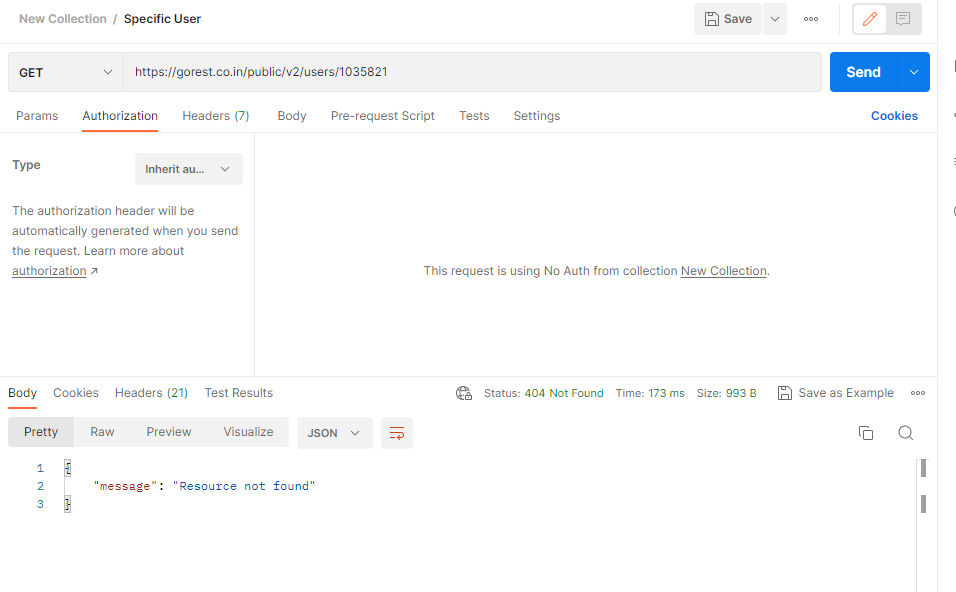 New Collection / Specific User Save
GET https://gorest.co.in/public/v2/users/1035821 Send
Params Authorization Headers (7) Body Pre-request Script Tests Settings Cookies
Type Inherit au...
The authorization header will be
automatically generated when you send
the request. Learn more about
authorization ↗
This request is using No Auth from collection New Collection.
Body Cookies Headers (21) Test Results Status: 404 Not Found Time: 173 ms Size: 993 B Save as Example
Pretty Raw Preview Visualize JSON
1 {
2 "message": "Resource not found"
3 }